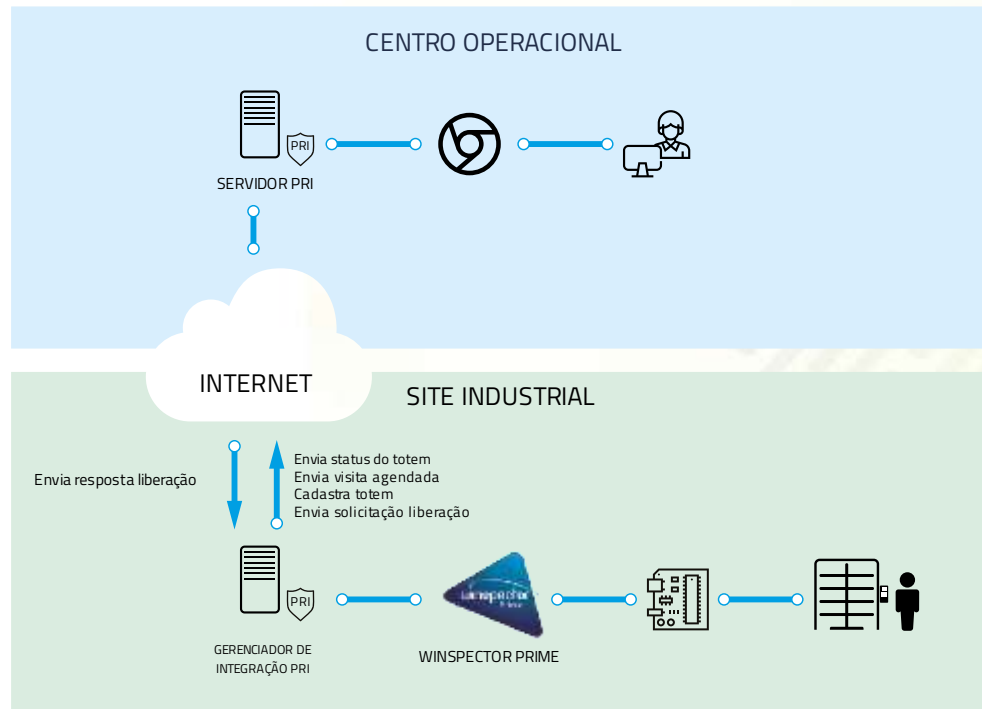 CENTRO OPERACIONAL
PRI
SERVIDOR PRI
INTERNET
SITE INDUSTRIAL
Envia resposta liberação
Envia status do totem
Envia visita agendada
Cadastra totem
Envia solicitação liberação
PRI
winspector
GERENCIADOR DE
INTEGRAÇÃO PRI
WINSPECTOR PRIME